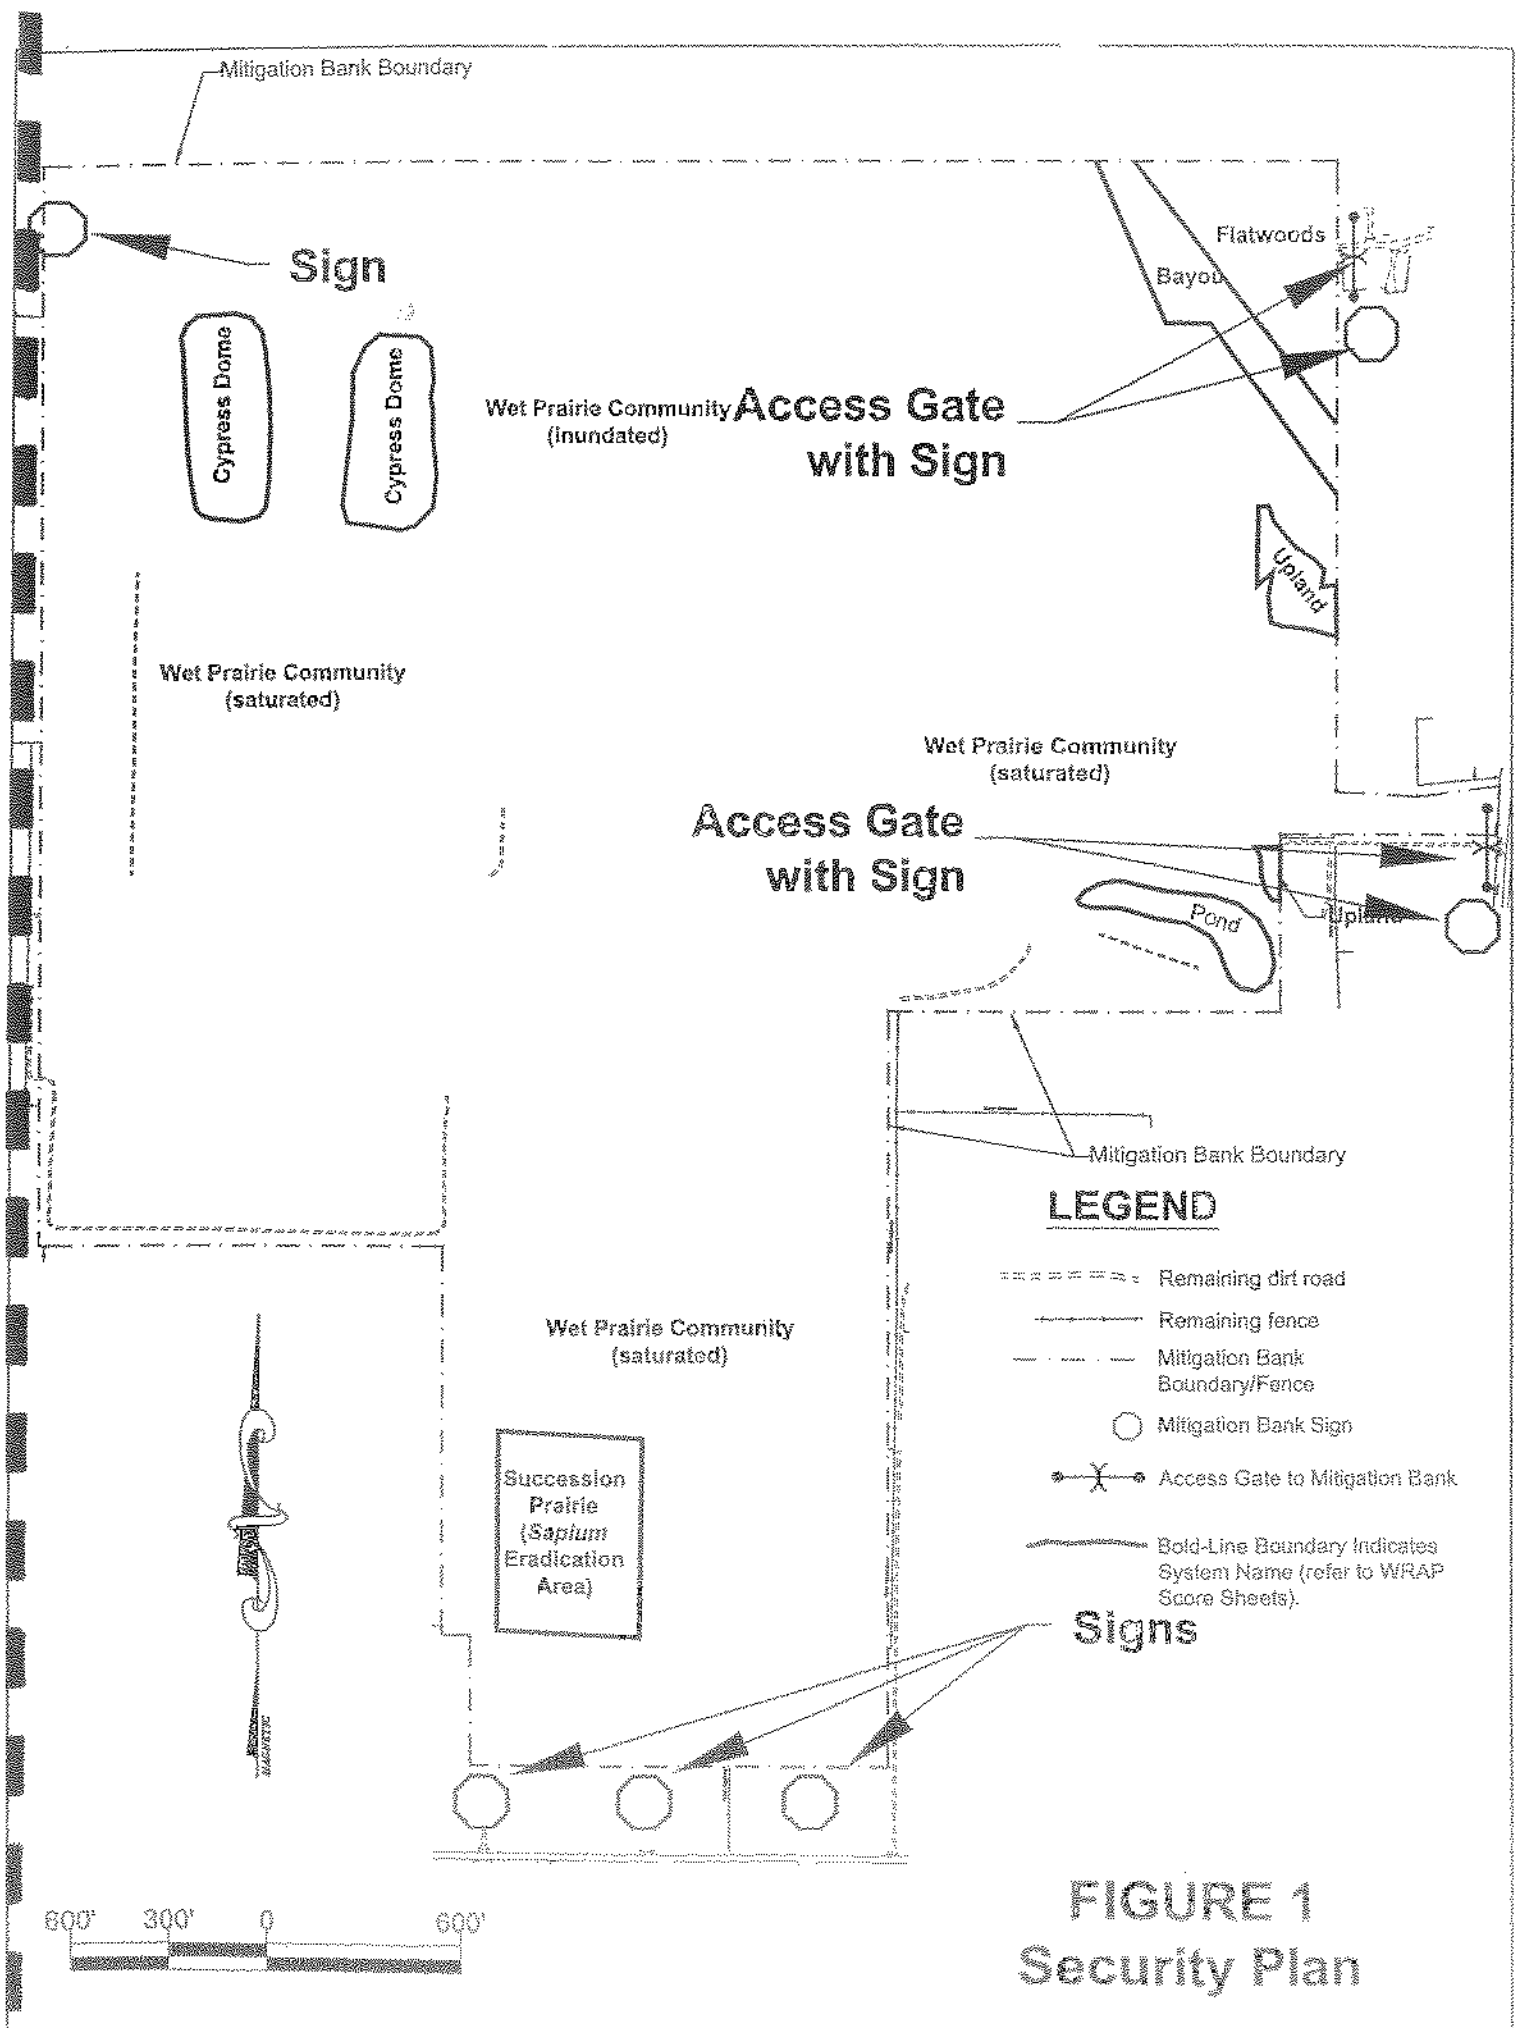 Mitigation Bank Boundary
Sign
Flatwoods
Bayou
Cypress Dome
Cypress Dome
Wet Prairie Community
(inundated)
Access Gate
with Sign
Upland
Wet Prairie Community
(saturated)
Wet Prairie Community
(saturated)
Access Gate
with Sign
Pond
Upland
Mitigation Bank Boundary
LEGEND
Remaining dirt road
Remaining fence
Mitigation Bank
Boundary/Fence
Mitigation Bank Sign
Access Gate to Mitigation Bank
Bold-Line Boundary Indicates
System Name (refer to WRAP
Score Sheets).
Wet Prairie Community
(saturated)
Succession
Prairie
(Sapium
Eradication
Area)
Signs
MAGNETIC
600' 300' 0 600'
FIGURE 1
Security Plan